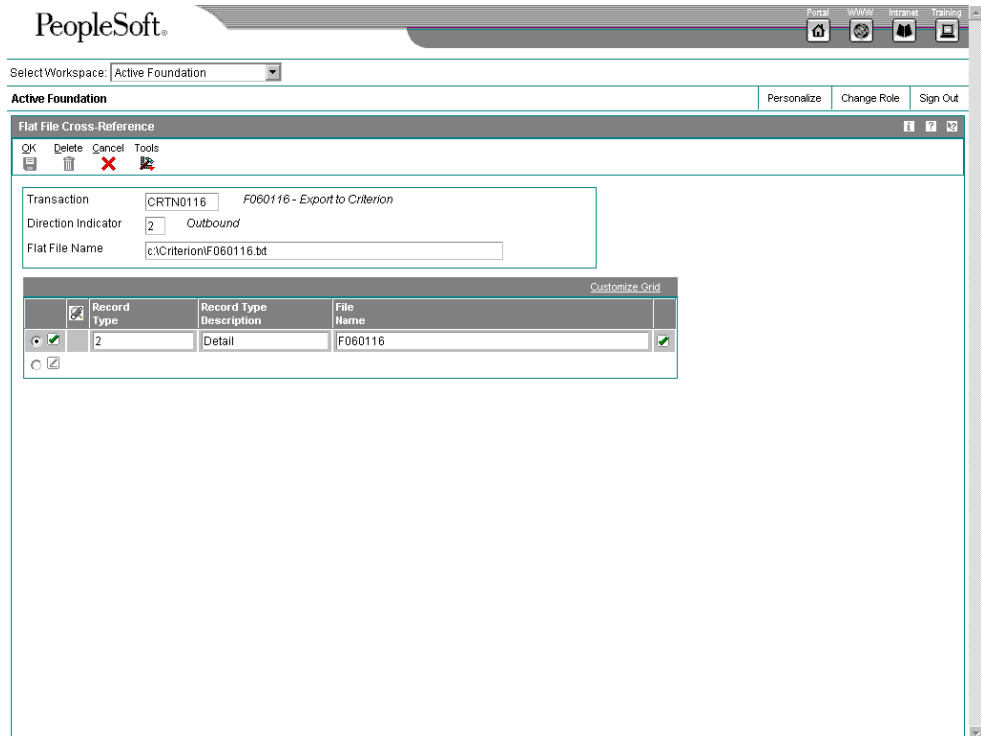 PeopleSoft.
Portal WWW Intranet Training
Select Workspace: Active Foundation
Active Foundation Personalize Change Role Sign Out
Flat File Cross-Reference i ? ?
OK Delete Cancel Tools
Transaction CRTN0116 F060116 - Export to Criterion
Direction Indicator 2 Outbound
Flat File Name c:\Criterion\F060116.txt
Customize Grid
Record Type Record Type Description File Name
2 Detail F060116